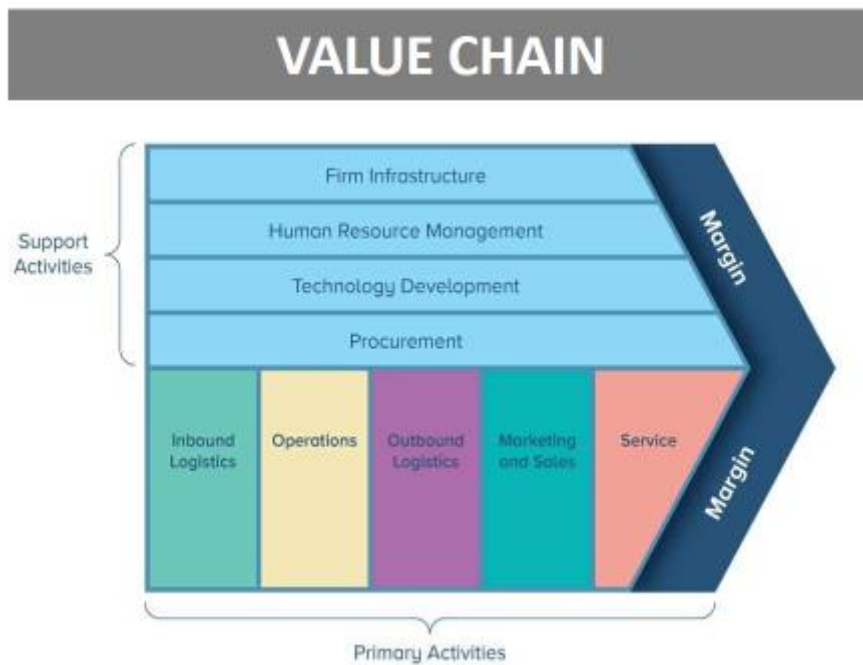 VALUE CHAIN
Support
Activities
Firm Infrastructure
Human Resource Management
Technology Development
Procurement
Margin
Inbound
Logistics
Operations
Outbound
Logistics
Marketing
and Sales
Service
Margin
Primary Activities